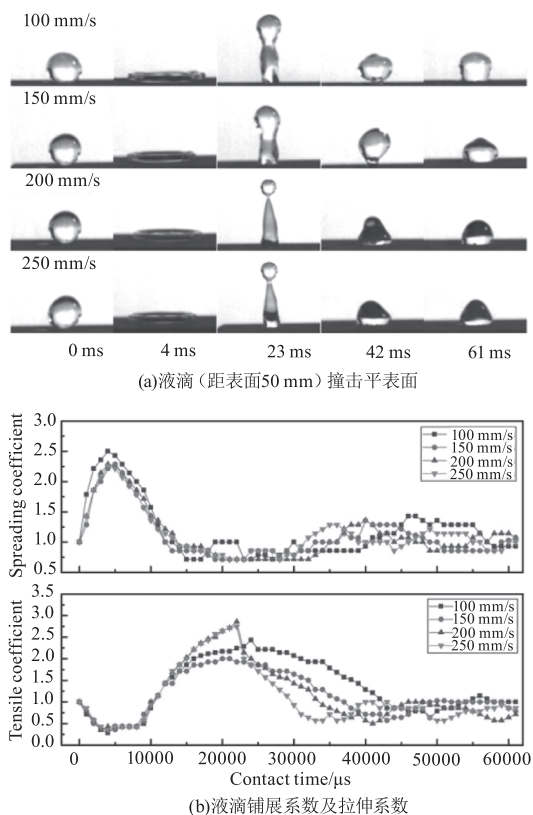 100 mm/s
150 mm/s
200 mm/s
250 mm/s
0 ms 4 ms 23 ms 42 ms 61 ms
(a)液滴（距表面50 mm）撞击平表面
Spreading coefficient
3.0
2.5
2.0
1.5
1.0
0.5
100 mm/s
150 mm/s
200 mm/s
250 mm/s
Tensile coefficient
3.5
3.0
2.5
2.0
1.5
1.0
0.5
0.0
100 mm/s
150 mm/s
200 mm/s
250 mm/s
0 10000 20000 30000 40000 50000 60000
Contact time/μs
(b)液滴铺展系数及拉伸系数